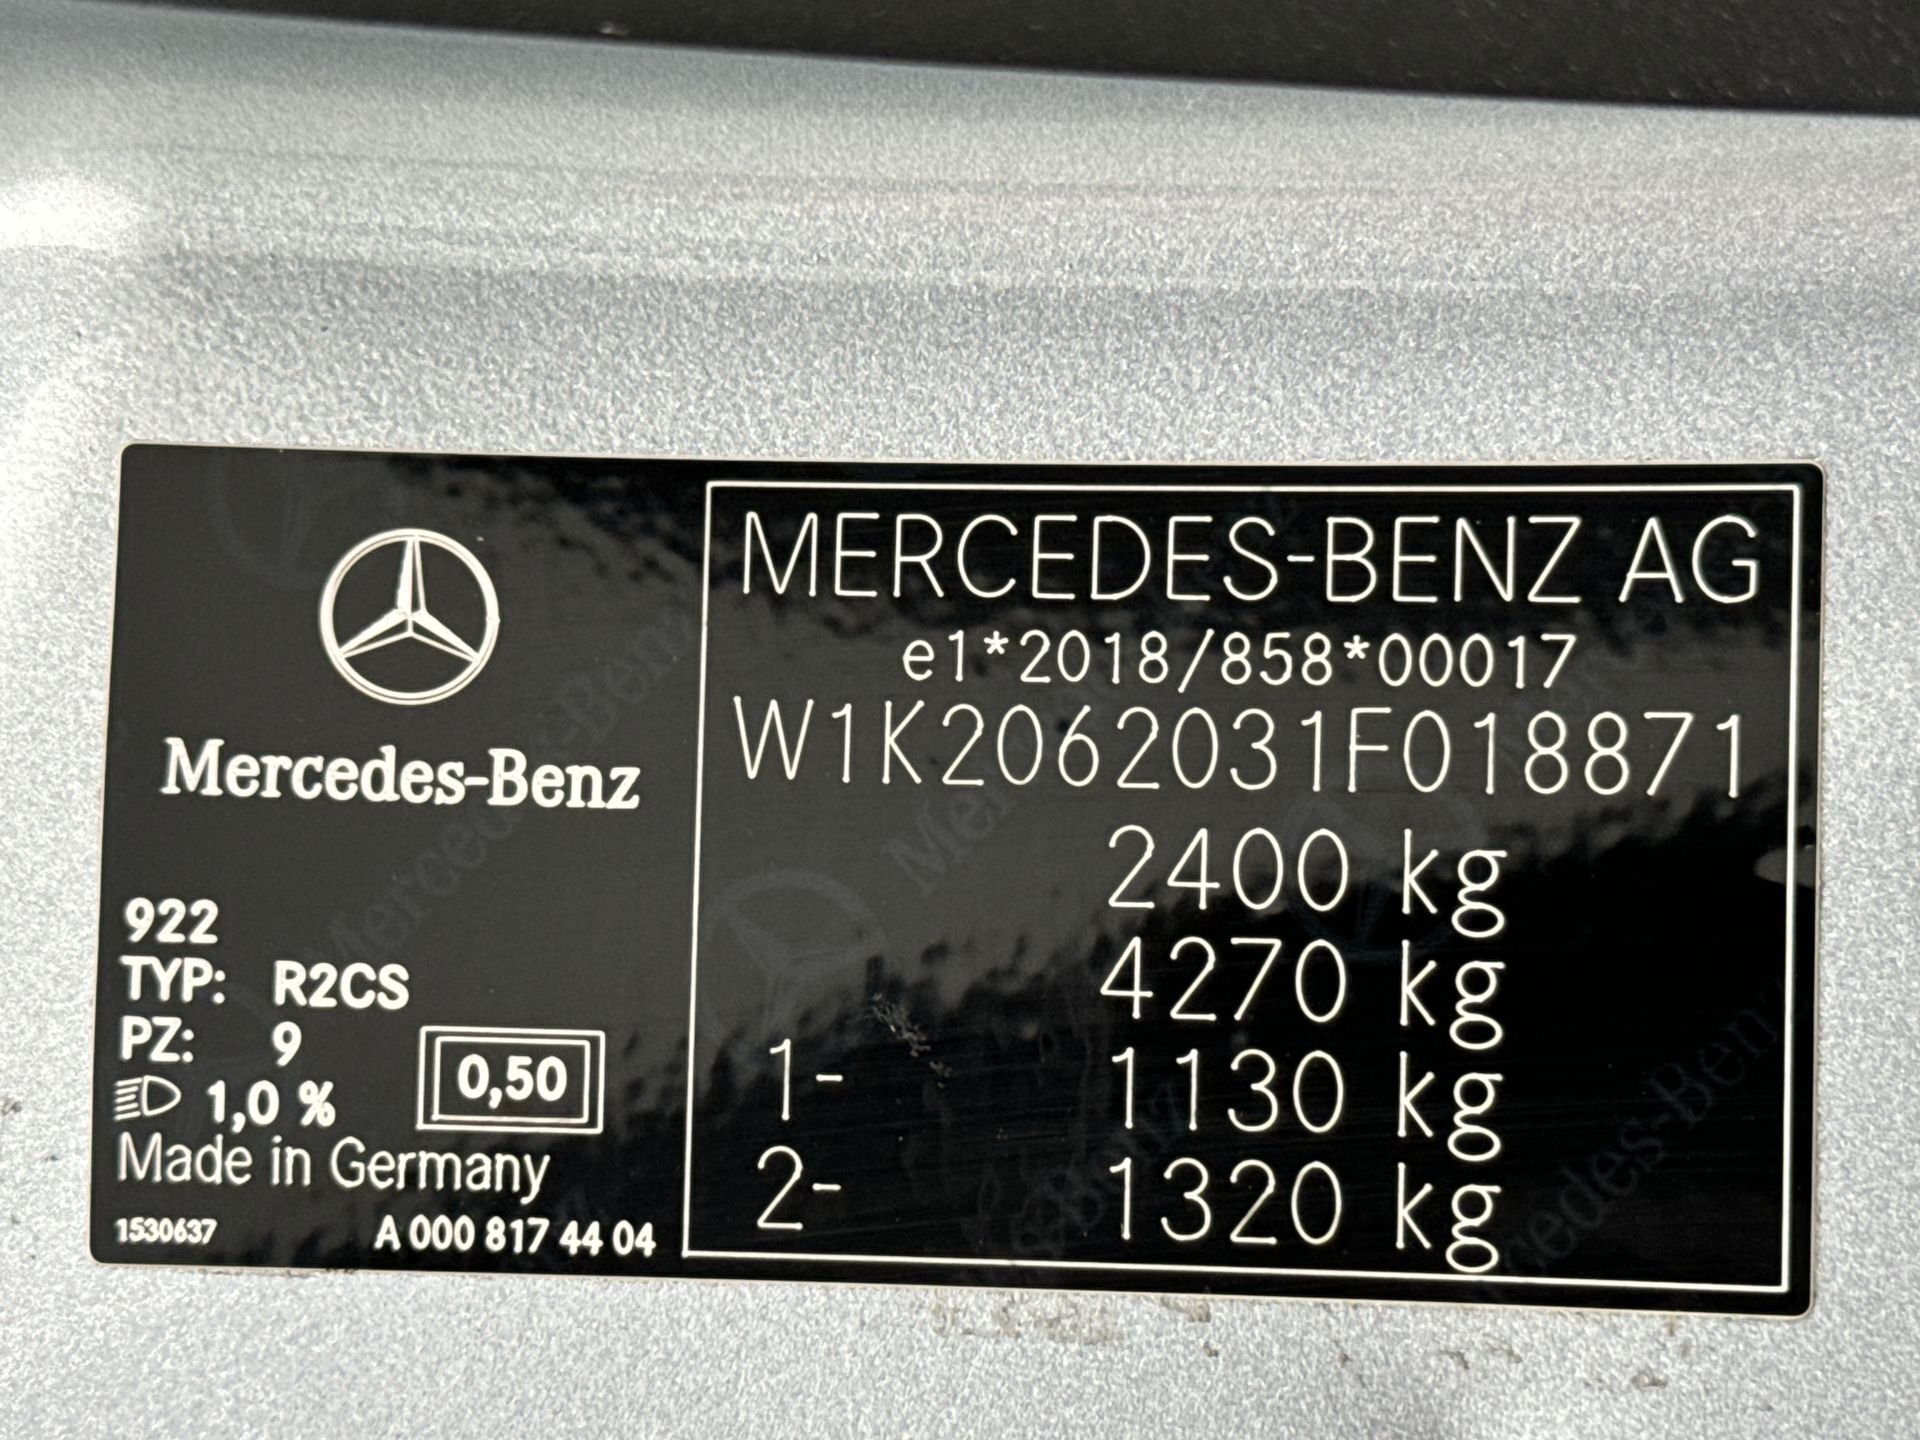 Mercedes-Benz
922
TYP: R2CS
PZ: 9
1,0 %
0,50
Made in Germany
1530637 A 000 817 44 04
MERCEDES-BENZ AG
e1*2018/858*00017
W1K2062031F018871
2400 kg
4270 kg
1- 1130 kg
2- 1320 kg